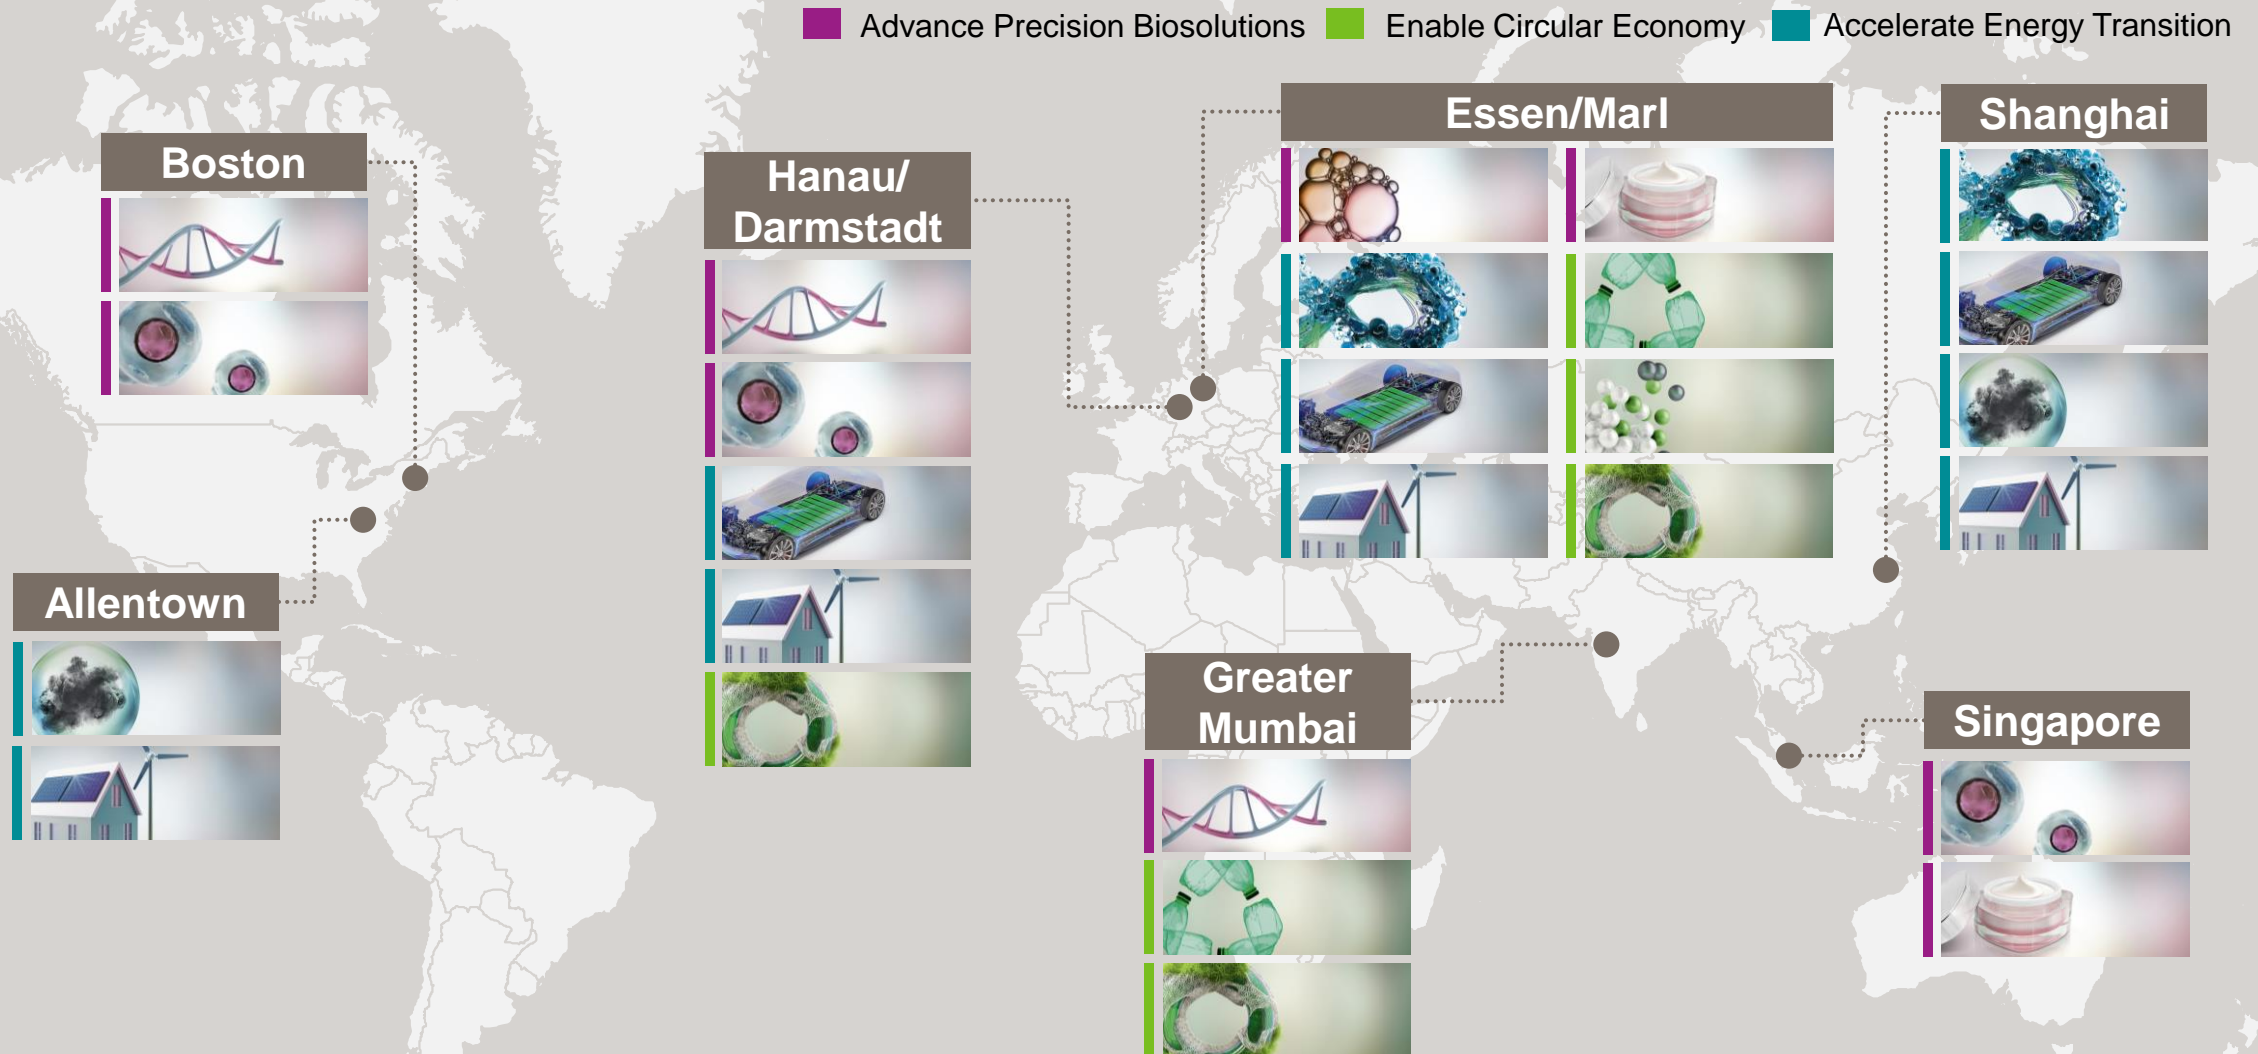 Advance Precision Biosolutions
Enable Circular Economy
Accelerate Energy Transition
Boston
Hanau/
Darmstadt
Essen/Marl
Shanghai
Allentown
Greater
Mumbai
Singapore